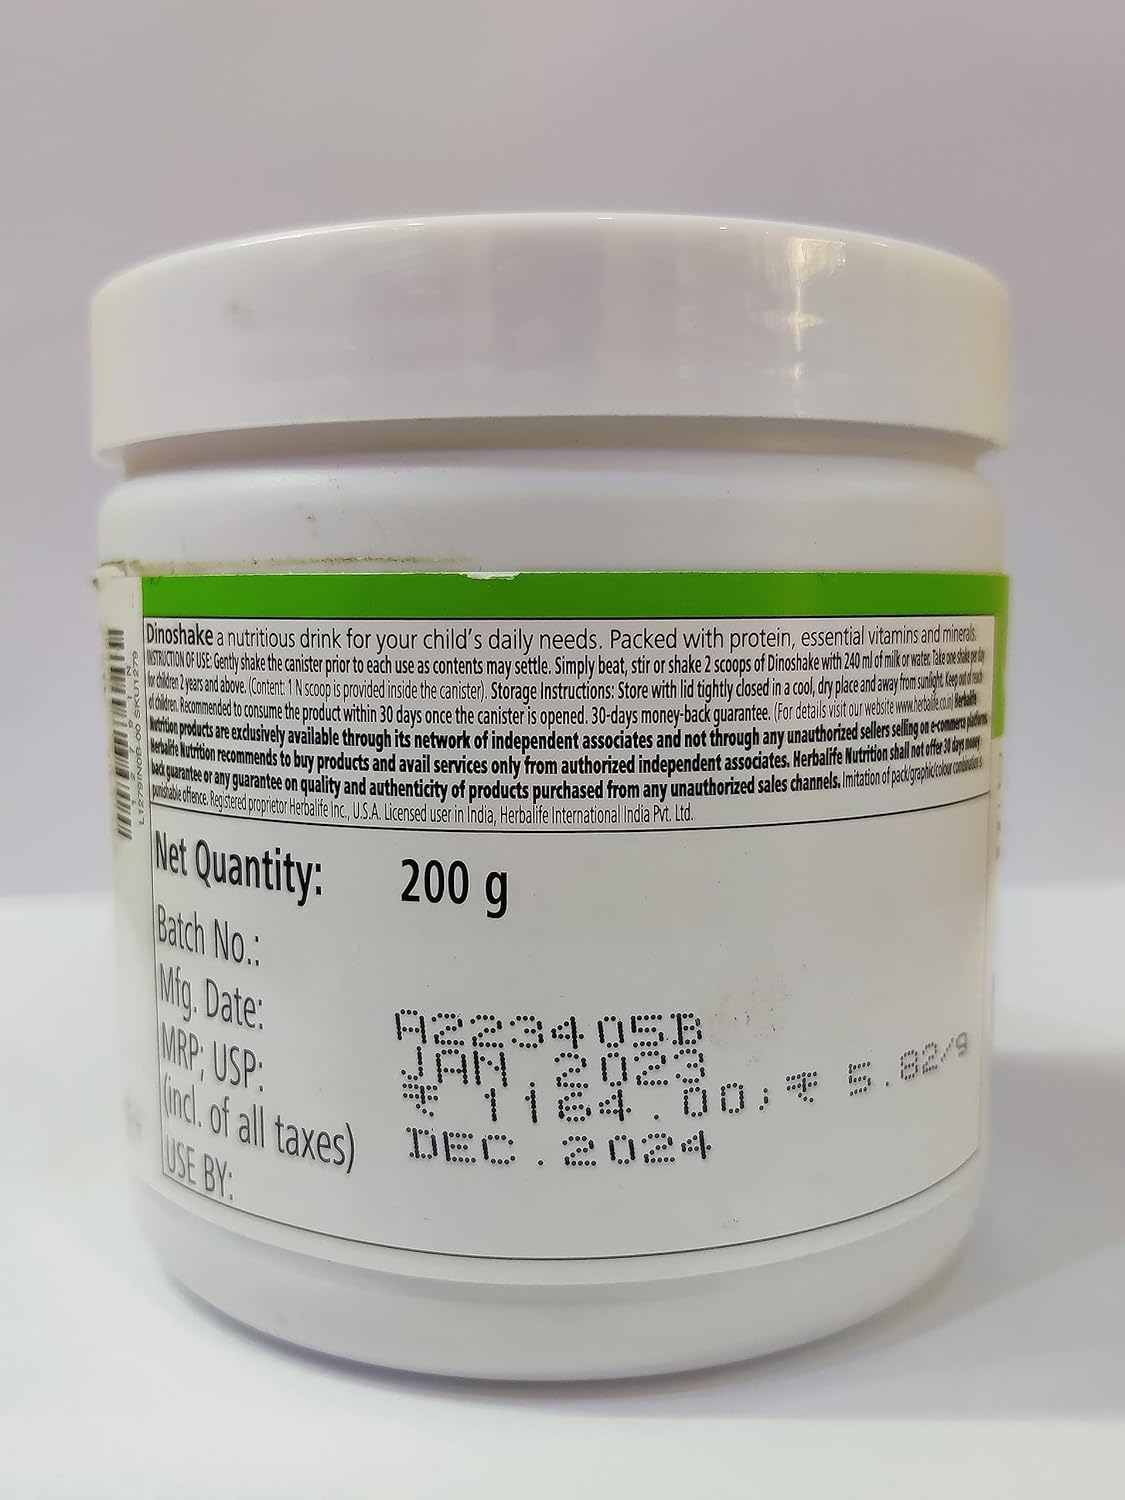 Dinoshake a nutritious drink for your child's daily needs. Packed with protein, essential vitamins and minerals.
INSTRUCTION OF USE: Gently shake the canister prior to each use as contents may settle. Simply beat, stir or shake 2 scoops of Dinoshake with 240 ml of milk or water. Take one shake per day
for children 2 years and above. (Content: 1 N scoop is provided inside the canister). Storage Instructions: Store with lid tightly closed in a cool, dry place and away from sunlight. Keep out of reach
of children. Recommended to consume the product within 30 days once the canister is opened. 30-days money-back guarantee. (For details visit our website www.herbalife.co.in) Herbalife
Nutrition products are exclusively available through its network of independent associates and not through any unauthorized sellers selling on e-commerce platforms
Herbalife Nutrition recommends to buy products and avail services only from authorized independent associates. Herbalife Nutrition shall not offer 30 days money
back guarantee or any guarantee on quality and authenticity of products purchased from any unauthorized sales channels. Imitation of pack/graphic/colour combination is
punishable offence. Registered proprietor Herbalife Inc., U.S.A. Licensed user in India, Herbalife International India Pvt. Ltd.
Net Quantity: 200 g
Batch No.: A223405B
Mfg. Date: JAN 2023
MRP; USP: ₹ 1164.00;₹ 5.82/g
(incl. of all taxes)
USE BY: DEC.2024